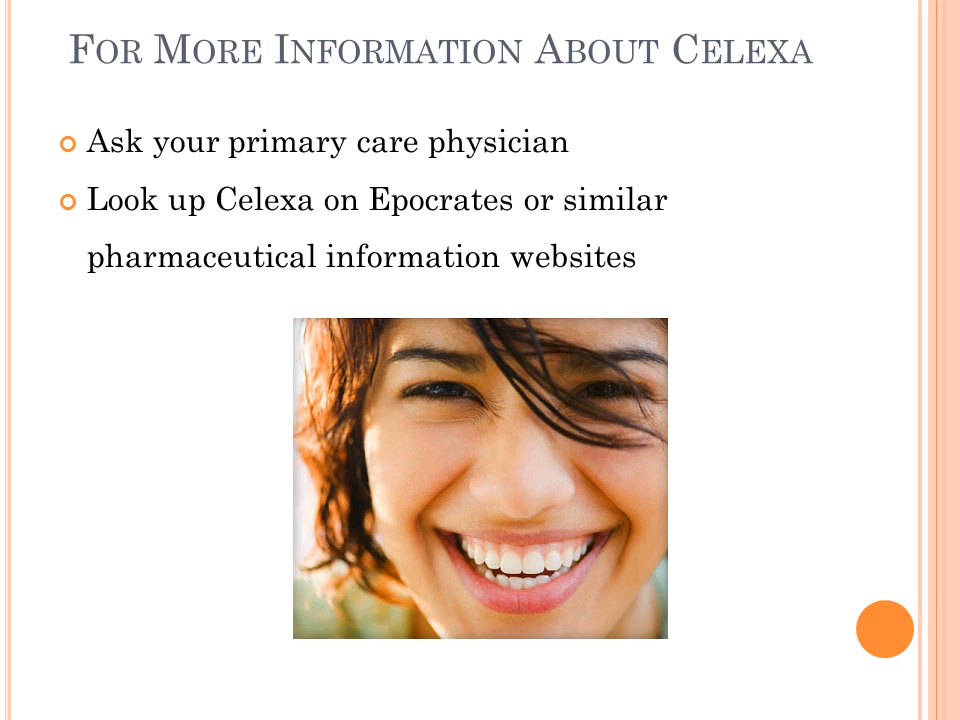 For More Information About Celexa
Ask your primary care physician
Look up Celexa on Epocrates or similar
pharmaceutical information websites